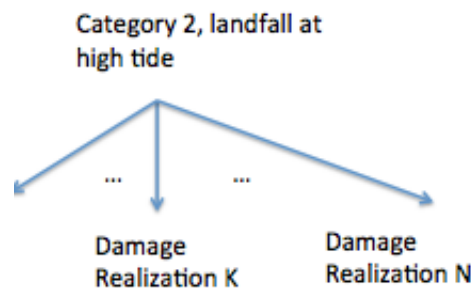 Category 2, landfall at
high tide
... ...
Damage
Realization K
Damage
Realization N